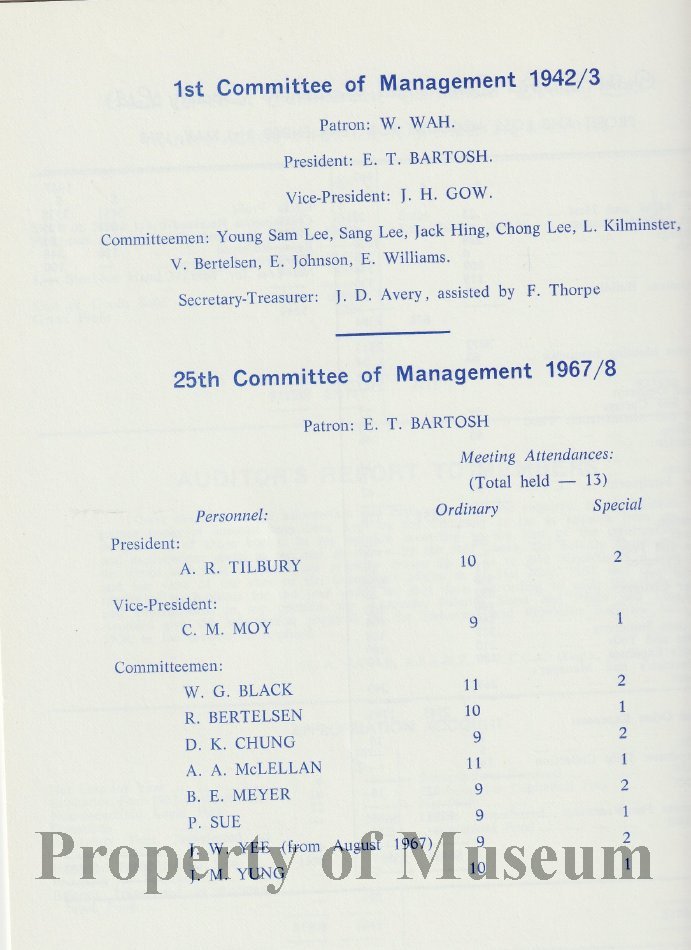 1st Committee of Management 1942/3
Patron: W. WAH.
President: E. T. BARTOSH.
Vice-President: J. H. GOW.
Committeemen: Young Sam Lee, Sang Lee, Jack Hing, Chong Lee, L. Kilminster,
V. Bertelsen, E. Johnson, E. Williams.
Secretary-Treasurer: J. D. Avery, assisted by F. Thorpe
25th Committee of Management 1967/8
Patron: E. T. BARTOSH
Meeting Attendances:
(Total held — 13)
Personnel: Ordinary Special
President:
A. R. TILBURY 10 2
Vice-President:
C. M. MOY 9 1
Committeemen:
W. G. BLACK 11 2
R. BERTELSEN 10 1
D. K. CHUNG 9 2
A. A. McLELLAN 11 1
B. E. MEYER 9 2
P. SUE 9 1
J. W. YEE (from August 1967) 9 2
J. M. YUNG 10 1
Property of Museum